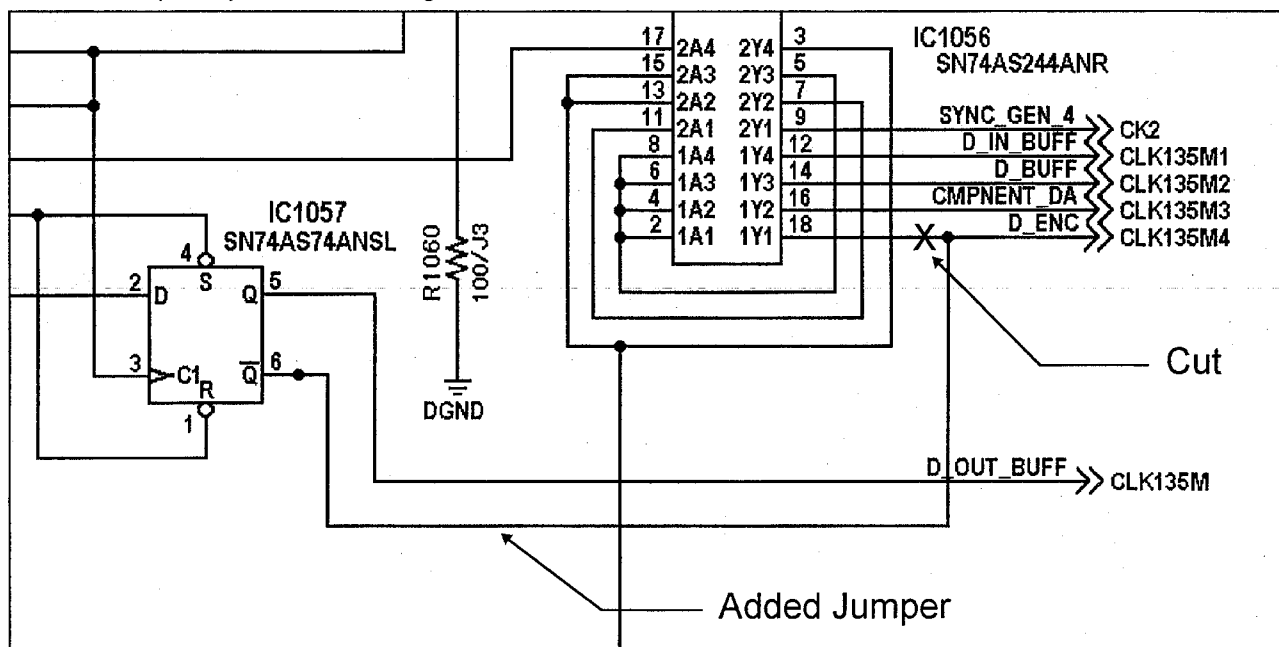 IC1056
SN74AS244ANR
17 2A4 2Y4 3
15 2A3 2Y3 5
13 2A2 2Y2 7
11 2A1 2Y1 9 SYNC_GEN_4 CK2
8 1A4 1Y4 12 D_IN_BUFF CLK135M1
6 1A3 1Y3 14 D_BUFF CLK135M2
4 1A2 1Y2 16 CMPNENT_DA CLK135M3
2 1A1 1Y1 18 X D_ENC CLK135M4
IC1057
SN74AS74ANSL
4
S
2 D Q 5
3 C1 Q 6
R
1
R1060
100/J3
DGND
Cut
D_OUT_BUFF CLK135M
Added Jumper